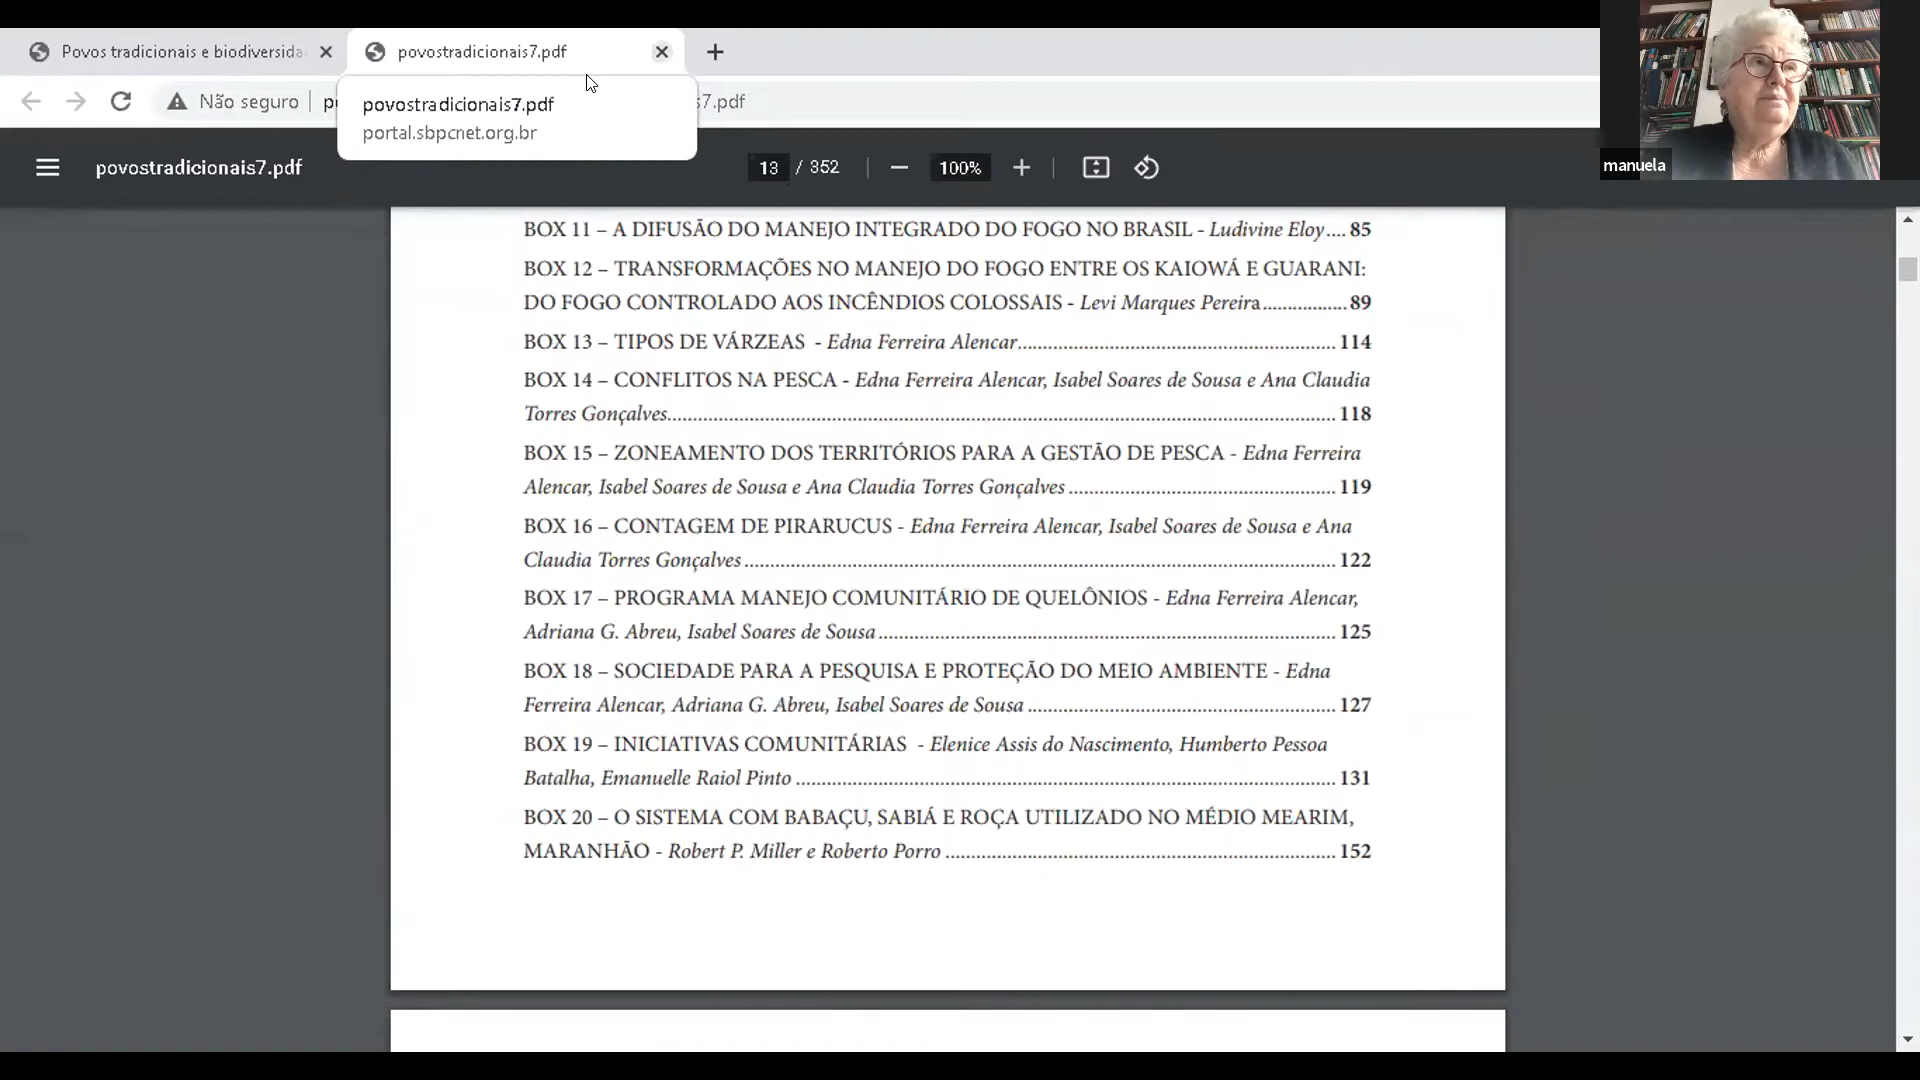 Povos tradicionais e biodiversida
povostradicionais7.pdf
Não seguro
s7.pdf
povostradicionais7.pdf
portal.sbpcnet.org.br
manuela
povostradicionais7.pdf
13 / 352
100%
BOX 11 – A DIFUSÃO DO MANEJO INTEGRADO DO FOGO NO BRASIL - Ludivine Eloy.... 85
BOX 12 – TRANSFORMAÇÕES NO MANEJO DO FOGO ENTRE OS KAIOWÁ E GUARANI:
DO FOGO CONTROLADO AOS INCÊNDIOS COLOSSAIS - Levi Marques Pereira................ 89
BOX 13 – TIPOS DE VÁRZEAS - Edna Ferreira Alencar............................................................ 114
BOX 14 – CONFLITOS NA PESCA - Edna Ferreira Alencar, Isabel Soares de Sousa e Ana Claudia
Torres Gonçalves............................................................................................................................ 118
BOX 15 – ZONEAMENTO DOS TERRITÓRIOS PARA A GESTÃO DE PESCA - Edna Ferreira
Alencar, Isabel Soares de Sousa e Ana Claudia Torres Gonçalves .................................................. 119
BOX 16 – CONTAGEM DE PIRARUCUS - Edna Ferreira Alencar, Isabel Soares de Sousa e Ana
Claudia Torres Gonçalves .............................................................................................................. 122
BOX 17 – PROGRAMA MANEJO COMUNITÁRIO DE QUELÔNIOS - Edna Ferreira Alencar,
Adriana G. Abreu, Isabel Soares de Sousa ..................................................................................... 125
BOX 18 – SOCIEDADE PARA A PESQUISA E PROTEÇÃO DO MEIO AMBIENTE - Edna
Ferreira Alencar, Adriana G. Abreu, Isabel Soares de Sousa ......................................................... 127
BOX 19 – INICIATIVAS COMUNITÁRIAS - Elenice Assis do Nascimento, Humberto Pessoa
Batalha, Emanuelle Raiol Pinto .................................................................................................... 131
BOX 20 – O SISTEMA COM BABAÇU, SABIÁ E ROÇA UTILIZADO NO MÉDIO MEARIM,
MARANHÃO - Robert P. Miller e Roberto Porro ......................................................................... 152